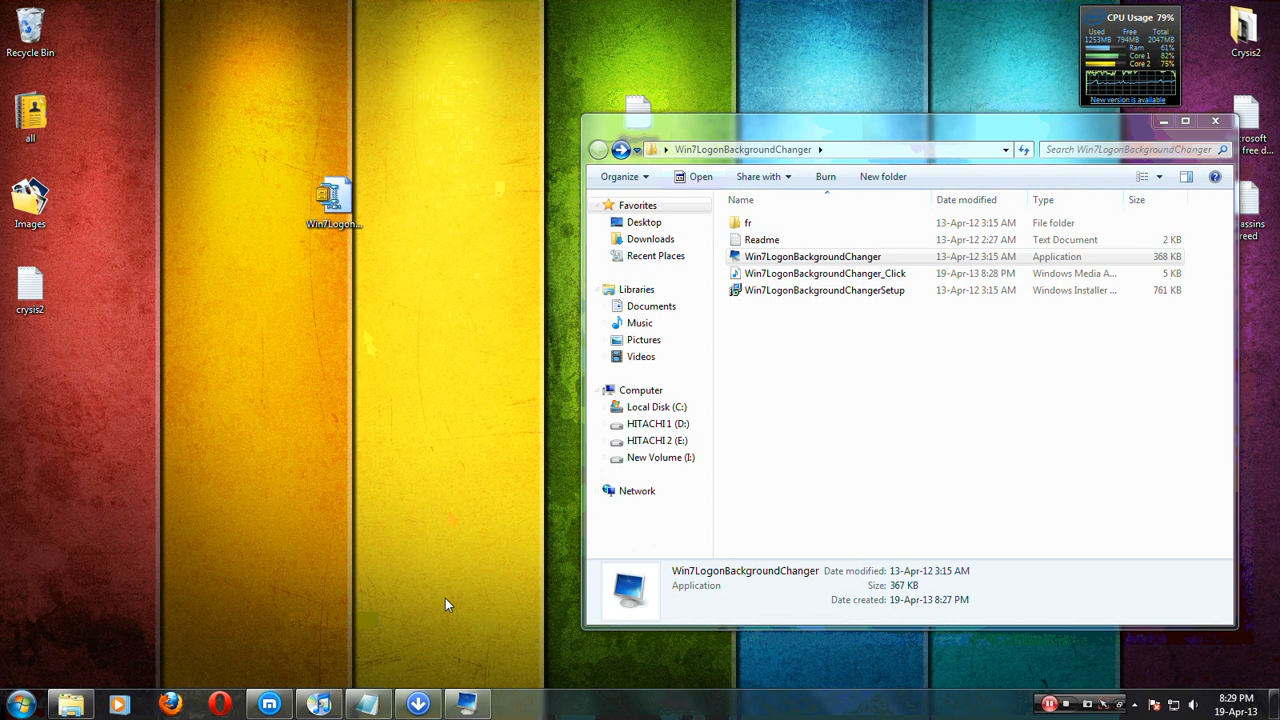 Recycle Bin
all
Images
crysis2
Win7Logon...
CPU Usage 79%
Used Free Total
1253MB 794MB 2047MB
Ram 61%
Core 1 82%
Core 2 75%
New version is available
Crysis2
rosoft
free d...
assins
reed
Win7LogonBackgroundChanger
Search Win7LogonBackgroundChanger
Organize Open Share with Burn New folder
Name Date modified Type Size
Favorites
Desktop
Downloads
Recent Places
Libraries
Documents
Music
Pictures
Videos
Computer
Local Disk (C:)
HITACHI 1 (D:)
HITACHI 2 (E:)
New Volume (I:)
Network
fr 13-Apr-12 3:15 AM File folder
Readme 13-Apr-12 2:27 AM Text Document 2 KB
Win7LogonBackgroundChanger 13-Apr-12 3:15 AM Application 368 KB
Win7LogonBackgroundChanger_Click 19-Apr-13 8:28 PM Windows Media A... 5 KB
Win7LogonBackgroundChangerSetup 13-Apr-12 3:15 AM Windows Installer ... 761 KB
Win7LogonBackgroundChanger Date modified: 13-Apr-12 3:15 AM
Application Size: 367 KB
Date created: 19-Apr-13 8:27 PM
8:29 PM
19-Apr-13